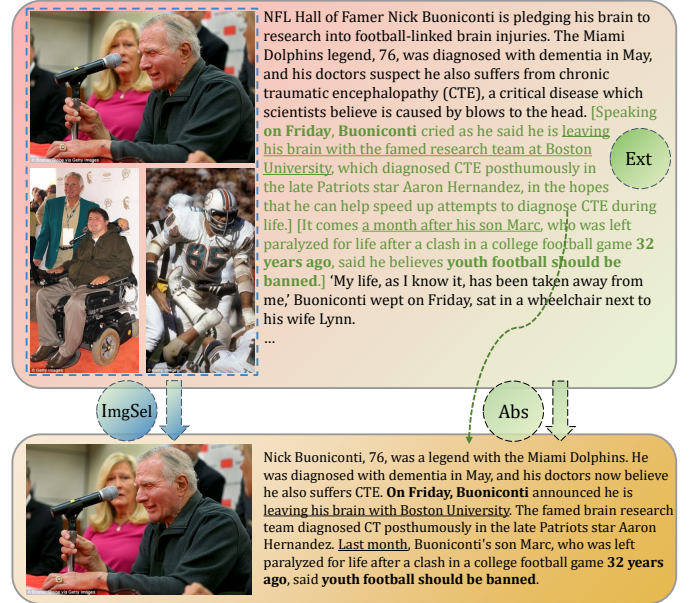 NFL Hall of Famer Nick Buoniconti is pledging his brain to
research into football-linked brain injuries. The Miami
Dolphins legend, 76, was diagnosed with dementia in May,
and his doctors suspect he also suffers from chronic
traumatic encephalopathy (CTE), a critical disease which
scientists believe is caused by blows to the head. [Speaking
on Friday, Buoniconti cried as he said he is leaving
his brain with the famed research team at Boston
University, which diagnosed CTE posthumously in
the late Patriots star Aaron Hernandez, in the hopes
that he can help speed up attempts to diagnose CTE during
life.] [It comes a month after his son Marc, who was left
paralyzed for life after a clash in a college football game 32
years ago, said he believes youth football should be
banned.] ‘My life, as I know it, has been taken away from
me,’ Buoniconti wept on Friday, sat in a wheelchair next to
his wife Lynn.
...
Ext
© Boston Globe via Getty Images
© Getty Images
© Getty Images
85
ImgSel
Abs
Nick Buoniconti, 76, was a legend with the Miami Dolphins. He
was diagnosed with dementia in May, and his doctors now believe
he also suffers CTE. On Friday, Buoniconti announced he is
leaving his brain with Boston University. The famed brain research
team diagnosed CT posthumously in the late Patriots star Aaron
Hernandez. Last month, Buoniconti's son Marc, who was left
paralyzed for life after a clash in a college football game 32 years
ago, said youth football should be banned.